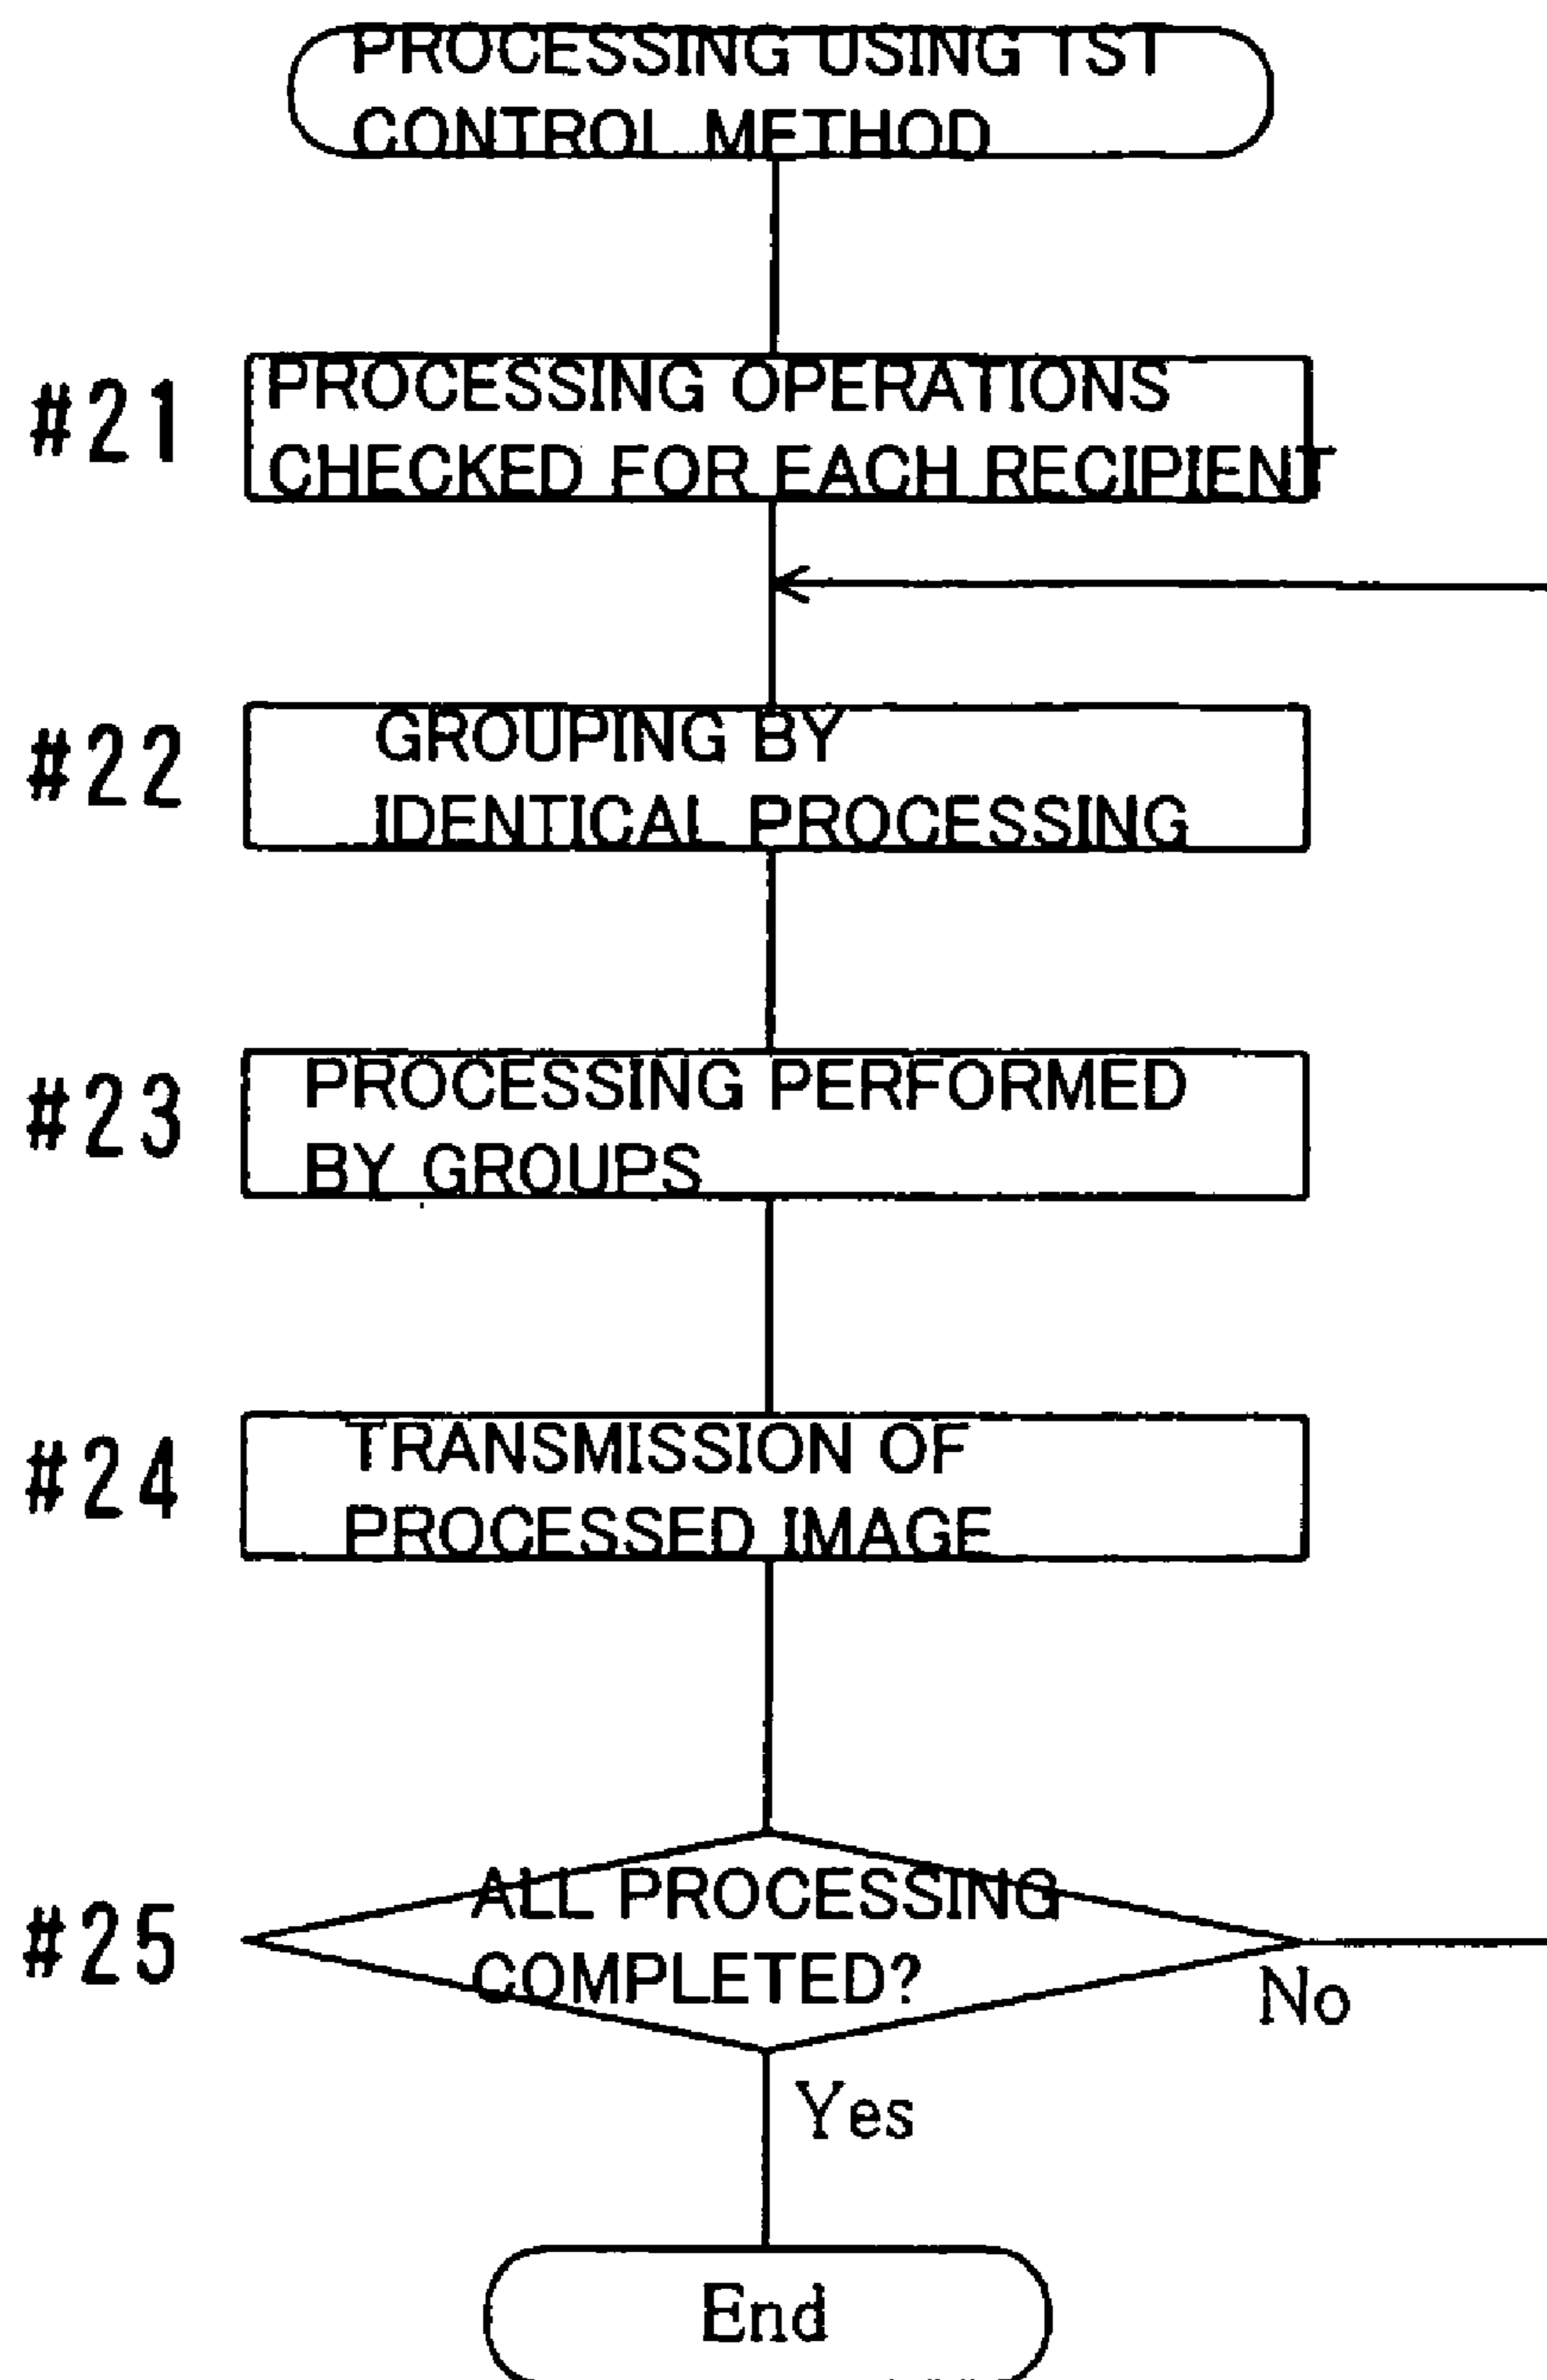 PROCESSING USING 1ST
CONTROL METHOD
#21
PROCESSING OPERATIONS
CHECKED FOR EACH RECIPIENT
#22
GROUPING BY
IDENTICAL PROCESSING
#23
PROCESSING PERFORMED
BY GROUPS
#24
TRANSMISSION OF
PROCESSED IMAGE
#25
ALL PROCESSING
COMPLETED?
No
Yes
End